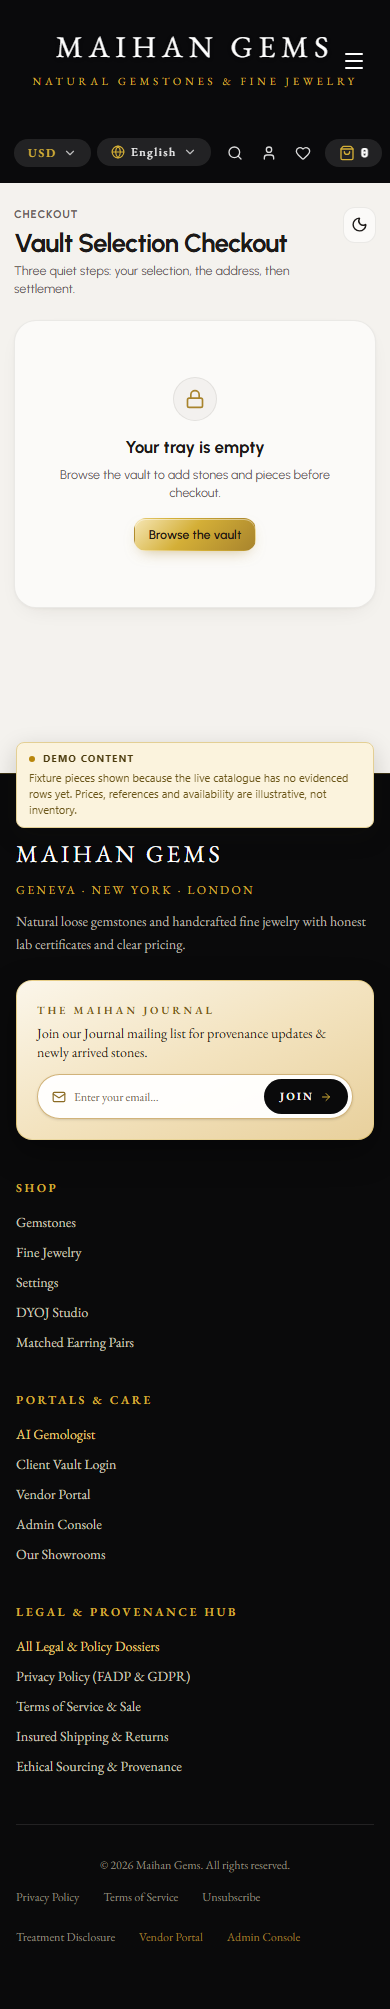 MAIHAN GEMS
NATURAL GEMSTONES & FINE JEWELRY
USD English 0
CHECKOUT
Vault Selection Checkout
Three quiet steps: your selection, the address, then
settlement.
Your tray is empty
Browse the vault to add stones and pieces before
checkout.
Browse the vault
DEMO CONTENT
Fixture pieces shown because the live catalogue has no evidenced
rows yet. Prices, references and availability are illustrative, not
inventory.
MAIHAN GEMS
GENEVA · NEW YORK · LONDON
Natural loose gemstones and handcrafted fine jewelry with honest
lab certificates and clear pricing.
THE MAIHAN JOURNAL
Join our Journal mailing list for provenance updates &
newly arrived stones.
Enter your email... JOIN →
SHOP
Gemstones
Fine Jewelry
Settings
DYOJ Studio
Matched Earring Pairs
PORTALS & CARE
AI Gemologist
Client Vault Login
Vendor Portal
Admin Console
Our Showrooms
LEGAL & PROVENANCE HUB
All Legal & Policy Dossiers
Privacy Policy (FADP & GDPR)
Terms of Service & Sale
Insured Shipping & Returns
Ethical Sourcing & Provenance
© 2026 Maihan Gems. All rights reserved.
Privacy Policy Terms of Service Unsubscribe
Treatment Disclosure Vendor Portal Admin Console